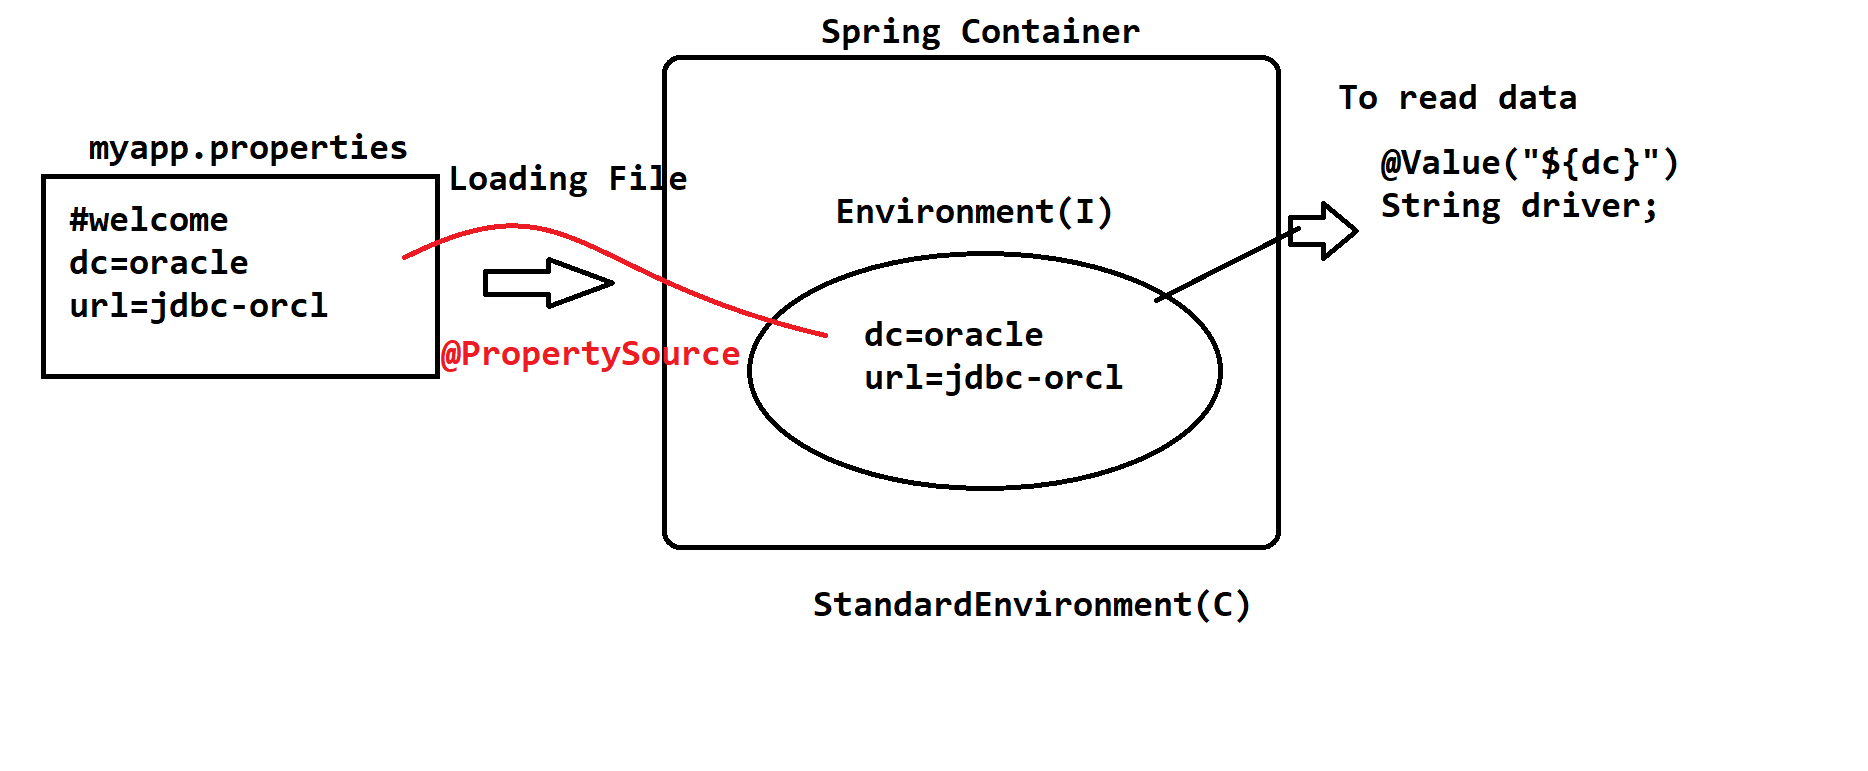 Spring Container
myapp.properties
#welcome
dc=oracle
url=jdbc-orcl
Loading File
@PropertySource
Environment(I)
dc=oracle
url=jdbc-orcl
StandardEnvironment(C)
To read data
@Value("${dc}")
String driver;